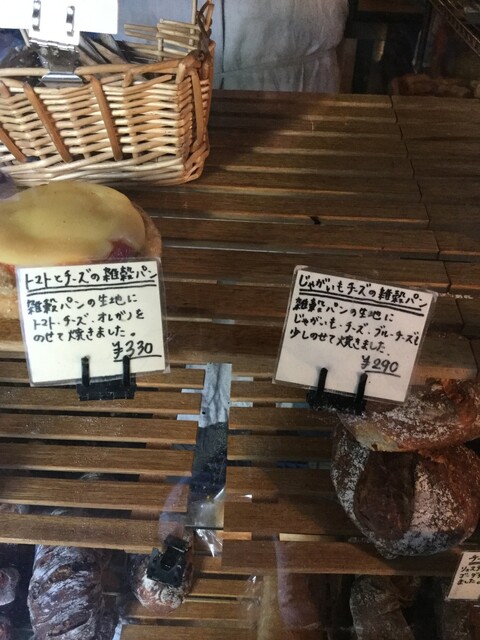 トマトとチーズの雑穀パン
雑穀パンの生地に
トマト、チーズ、オレガノを
のせて焼きました。
¥330
じゃがいもチーズの雑穀パン
雑穀パンの生地に
じゃがいも、チーズ、ブルーチーズも
少しのせて焼きました。
¥290